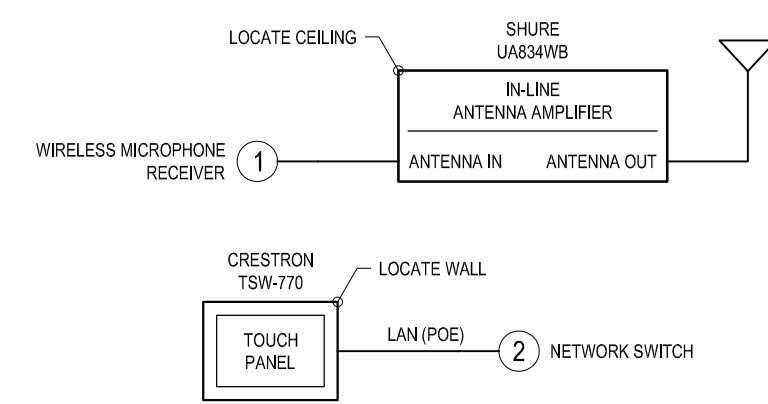 LOCATE CEILING
SHURE
UA834WB
IN-LINE
ANTENNA AMPLIFIER
ANTENNA IN
ANTENNA OUT
WIRELESS MICROPHONE
RECEIVER
1
CRESTRON
TSW-770
LOCATE WALL
TOUCH
PANEL
LAN (POE)
2
NETWORK SWITCH